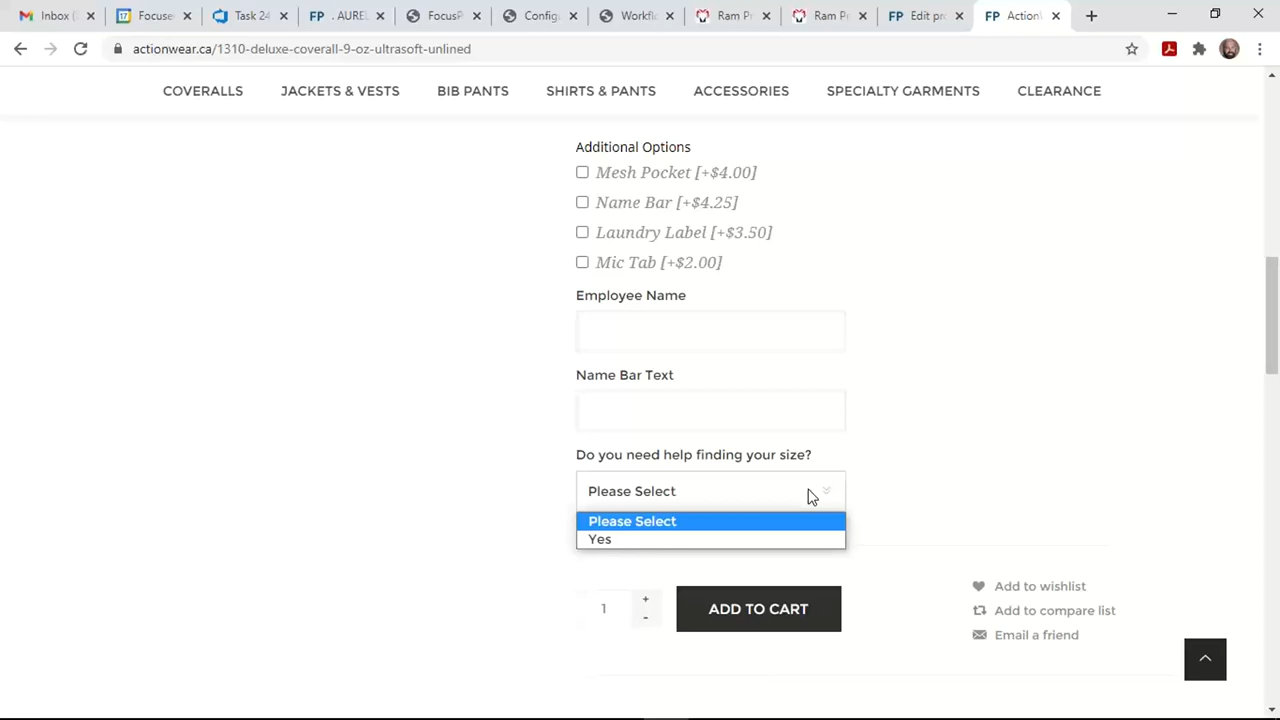 Inbox (
17 Focuse
Task 24
FP . AUREL
FocusP
Config
Workflo
Ram Pr
Ram Pr
FP Edit pro
FP Action
actionwear.ca/1310-deluxe-coverall-9-oz-ultrasoft-unlined
COVERALLS JACKETS & VESTS BIB PANTS SHIRTS & PANTS ACCESSORIES SPECIALTY GARMENTS CLEARANCE
Additional Options
Mesh Pocket [+$4.00]
Name Bar [+$4.25]
Laundry Label [+$3.50]
Mic Tab [+$2.00]
Employee Name
Name Bar Text
Do you need help finding your size?
Please Select
Please Select
Yes
1 + -
ADD TO CART
Add to wishlist
Add to compare list
Email a friend